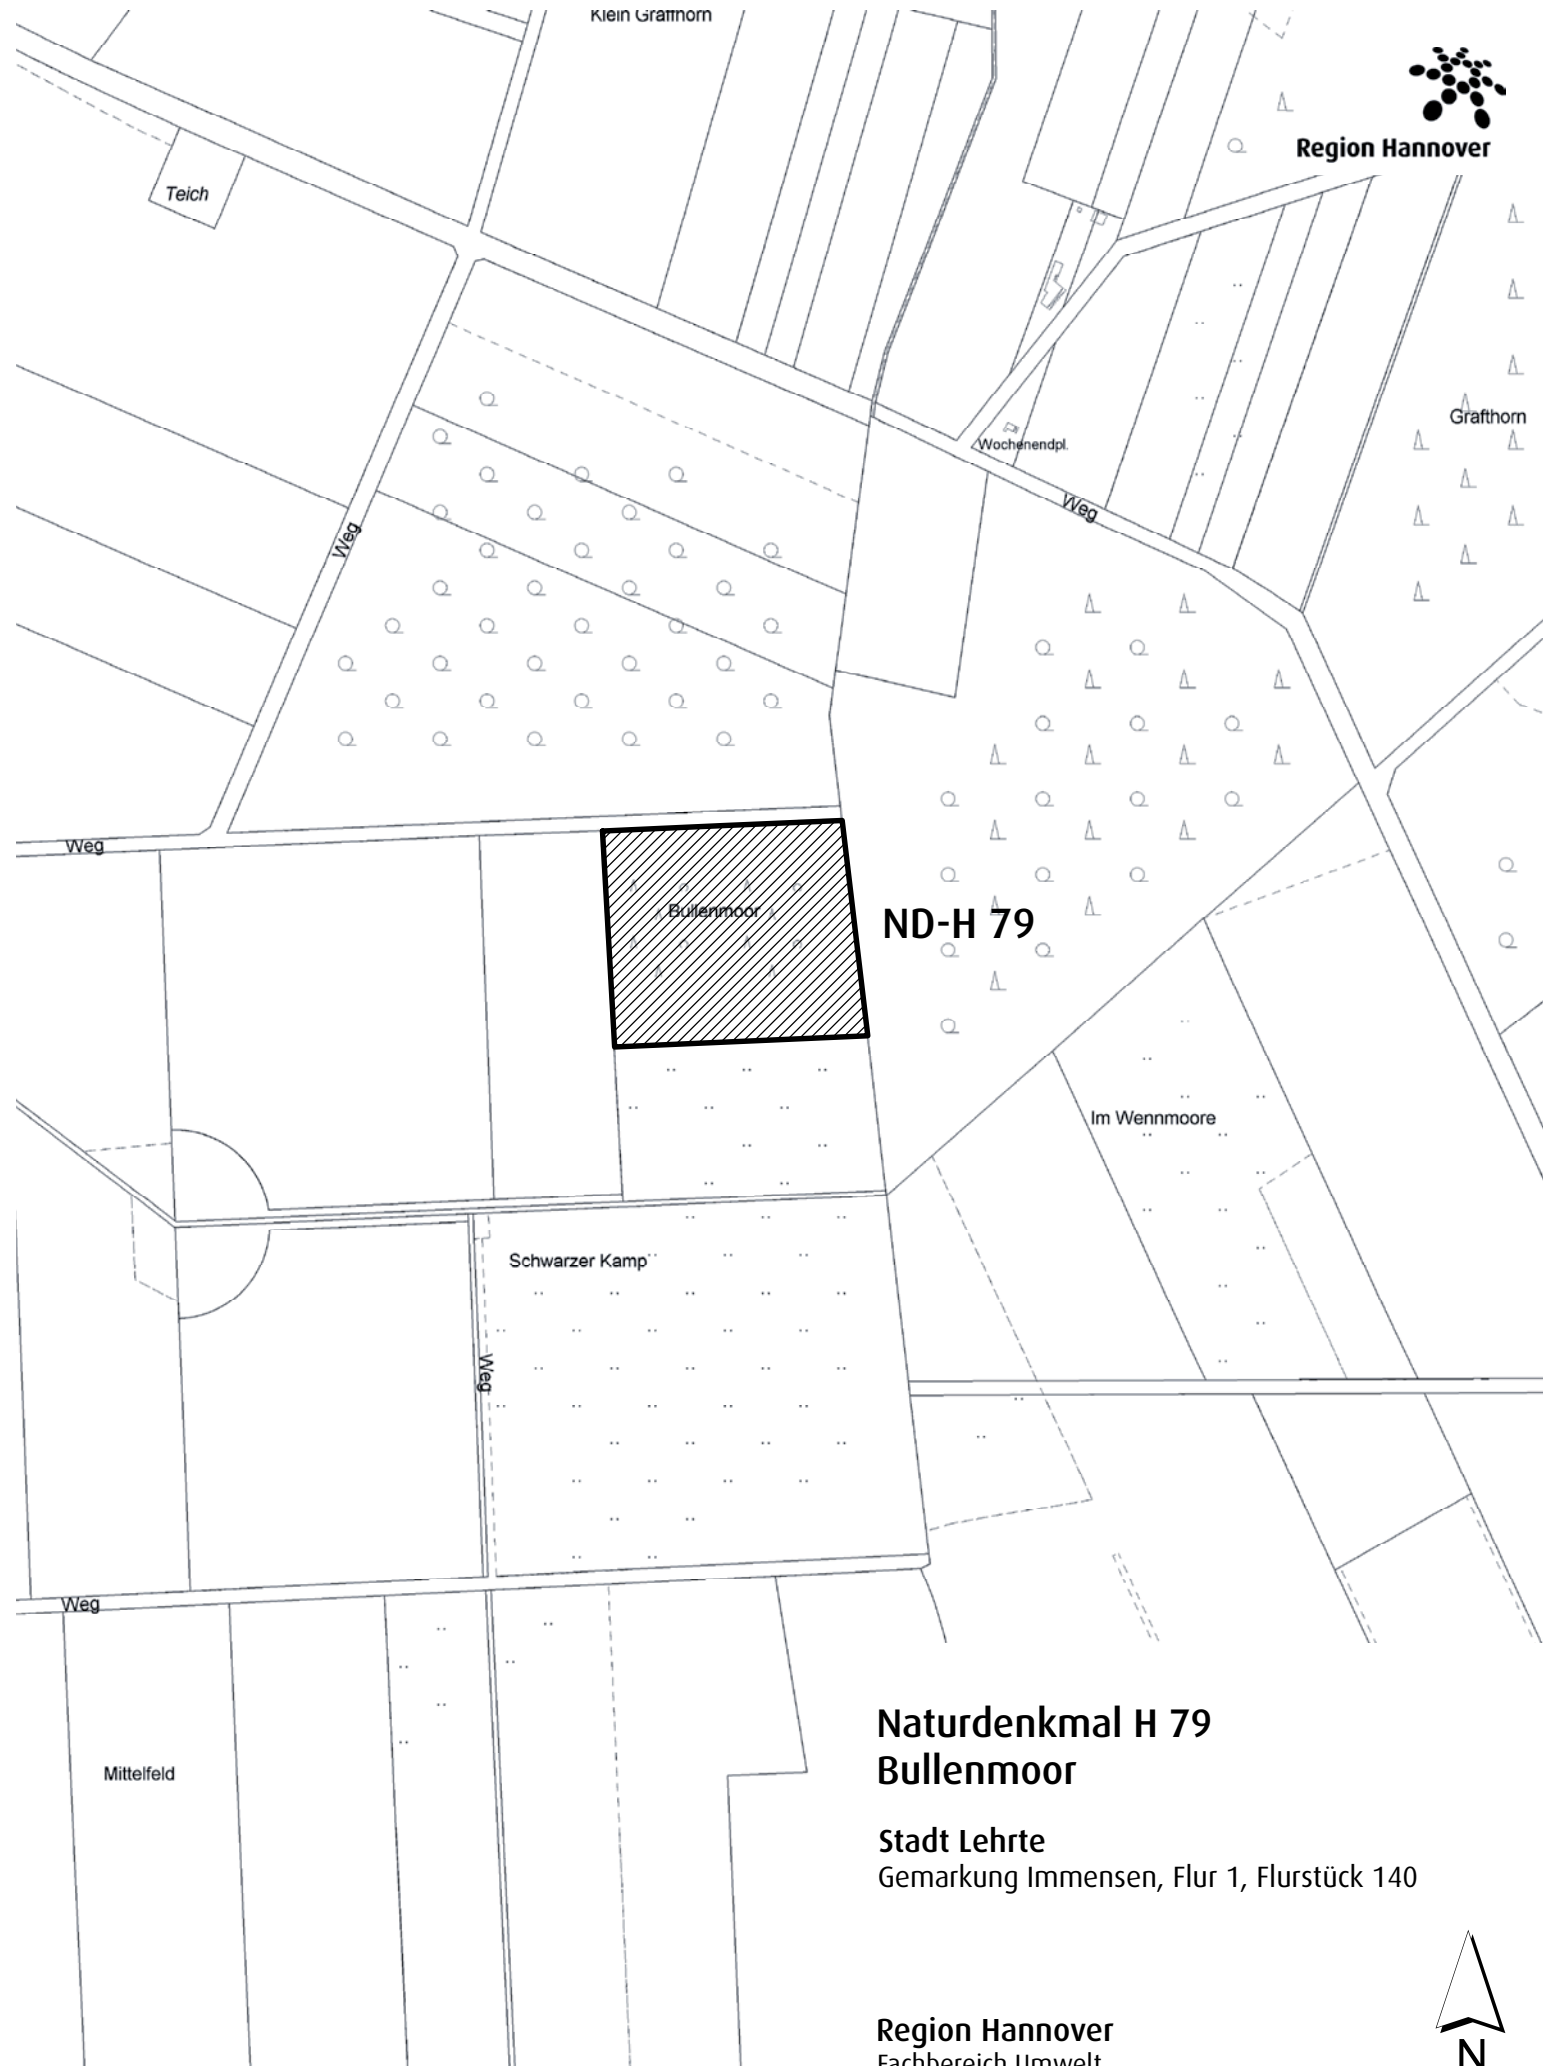 Klein Grafhorn
Region Hannover
Teich
Grafthorn
Wochenendpl.
Weg
Weg
Weg
Bullenmoor
ND-H 79
Im Wennmoore
Schwarzer Kamp
Weg
Weg
Mittelfeld
Naturdenkmal H 79
Bullenmoor
Stadt Lehrte
Gemarkung Immensen, Flur 1, Flurstück 140
Region Hannover
Fachbereich Umwelt
N